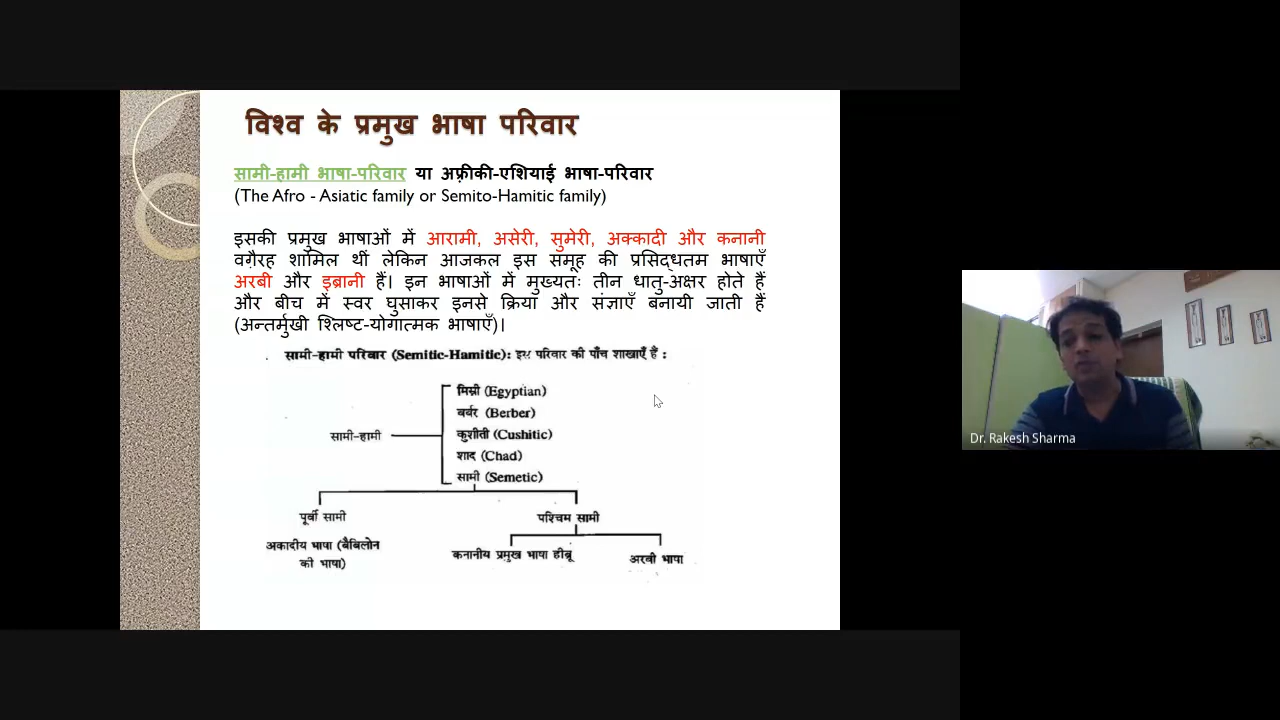 विश्व के प्रमुख भाषा परिवार
सामी-हामी भाषा-परिवार या अफ़्रीकी-एशियाई भाषा-परिवार
(The Afro - Asiatic family or Semito-Hamitic family)
इसकी प्रमुख भाषाओं में आरामी, असेरी, सुमेरी, अक्कादी और कनानी
वग़ैरह शामिल थीं लेकिन आजकल इस समूह की प्रसिद्धतम भाषाएँ
अरबी और इब्रानी हैं। इन भाषाओं में मुख्यतः तीन धातु-अक्षर होते हैं
और बीच में स्वर घुसाकर इनसे क्रिया और संज्ञाएँ बनायी जाती हैं
(अन्तर्मुखी श्लिष्ट-योगात्मक भाषाएँ)।
सामी-हामी परिवार (Semitic-Hamitic): इस परिवार की पाँच शाखाएँ हैं :
मिस्री (Egyptian)
बर्बर (Berber)
सामी-हामी
कुशीती (Cushitic)
शाद (Chad)
सामी (Semetic)
पूर्वी सामी
पश्चिम सामी
अकादीय भाषा (बैबिलोन
की भाषा)
कनानीय प्रमुख भाषा हीब्रू
अरबी भाषा
Dr. Rakesh Sharma